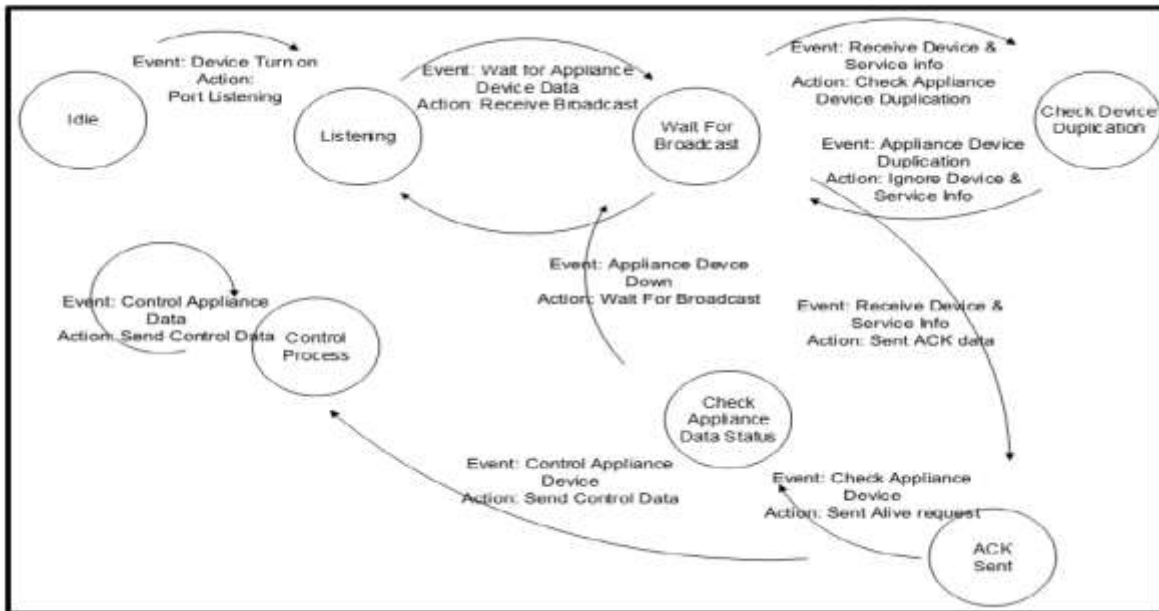 Event: Device Turn on
Action:
Port Listening
Idle
Listening
Event: Wait for Appliance
Device Data
Action: Receive Broadcast
Wait For
Broadcast
Event: Receive Device &
Service info
Action: Check Appliance
Device Duplication
Check Device
Duplication
Event: Appliance Device
Duplication
Action: Ignore Device &
Service Info
Event: Appliance Devce
Down
Action: Wait For Broadcast
Event: Control Appliance
Data
Action: Send Control Data
Control
Process
Event: Receive Device &
Service Info
Action: Sent ACK data
Check
Appliance
Data Status
Event: Control Appliance
Device
Action: Send Control Data
Event: Check Appliance
Device
Action: Sent Alive request
ACK
Sent